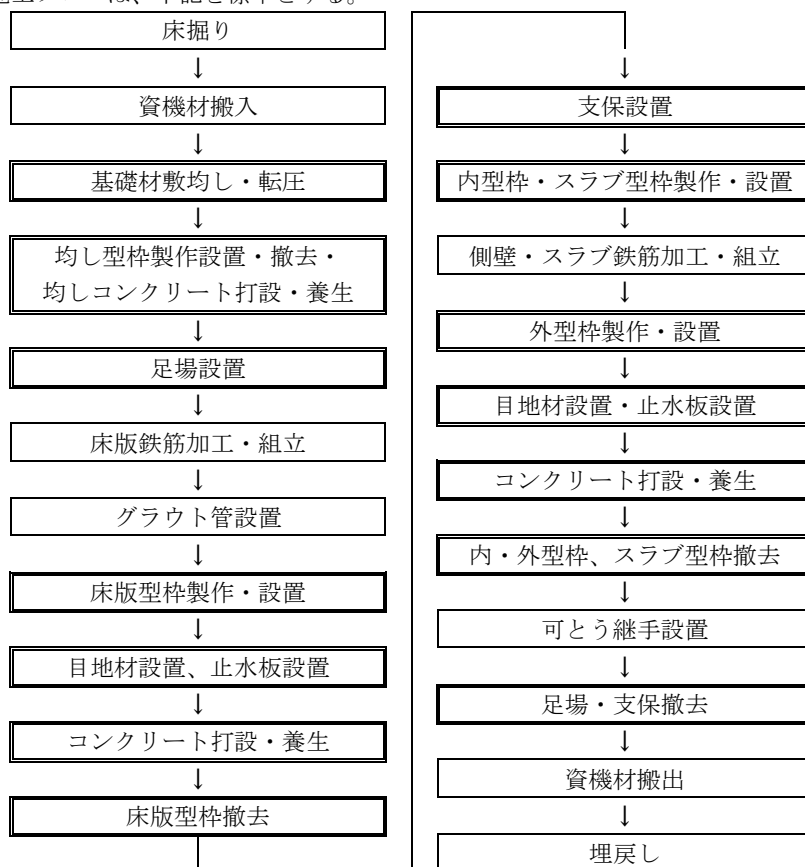 は、下記を標準とする。
床掘り
↓
資機材搬入
↓
基礎材敷均し・転圧
↓
均し型枠製作設置・撤去・
均しコンクリート打設・養生
↓
足場設置
↓
床版鉄筋加工・組立
↓
グラウト管設置
↓
床版型枠製作・設置
↓
目地材設置、止水板設置
↓
コンクリート打設・養生
↓
床版型枠撤去
↓
支保設置
↓
内型枠・スラブ型枠製作・設置
↓
側壁・スラブ鉄筋加工・組立
↓
外型枠製作・設置
↓
目地材設置・止水板設置
↓
コンクリート打設・養生
↓
内・外型枠、スラブ型枠撤去
↓
可とう継手設置
↓
足場・支保撤去
↓
資機材搬出
↓
埋戻し